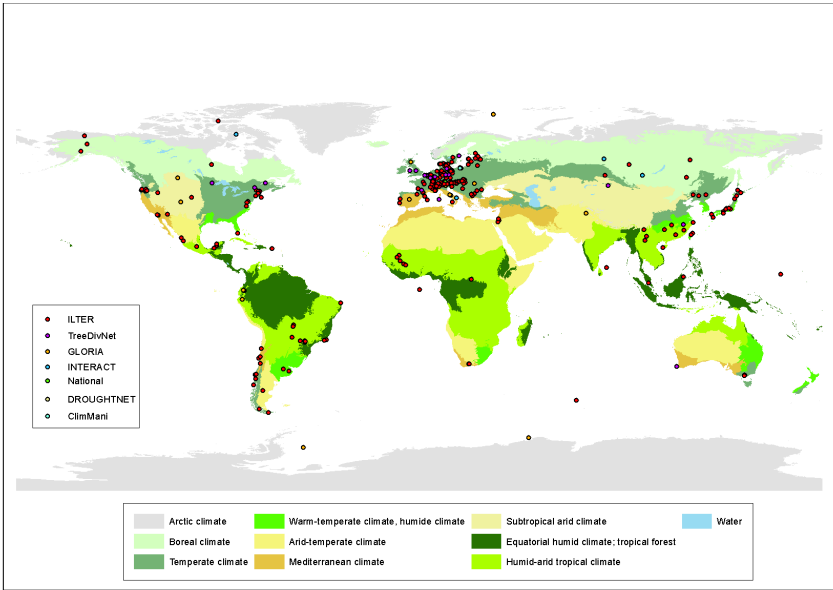 ILTER
TreeDivNet
GLORIA
INTERACT
National
DROUGHTNET
ClimMani
Arctic climate
Boreal climate
Temperate climate
Warm-temperate climate, humide climate
Arid-temperate climate
Mediterranean climate
Subtropical arid climate
Equatorial humid climate; tropical forest
Humid-arid tropical climate
Water